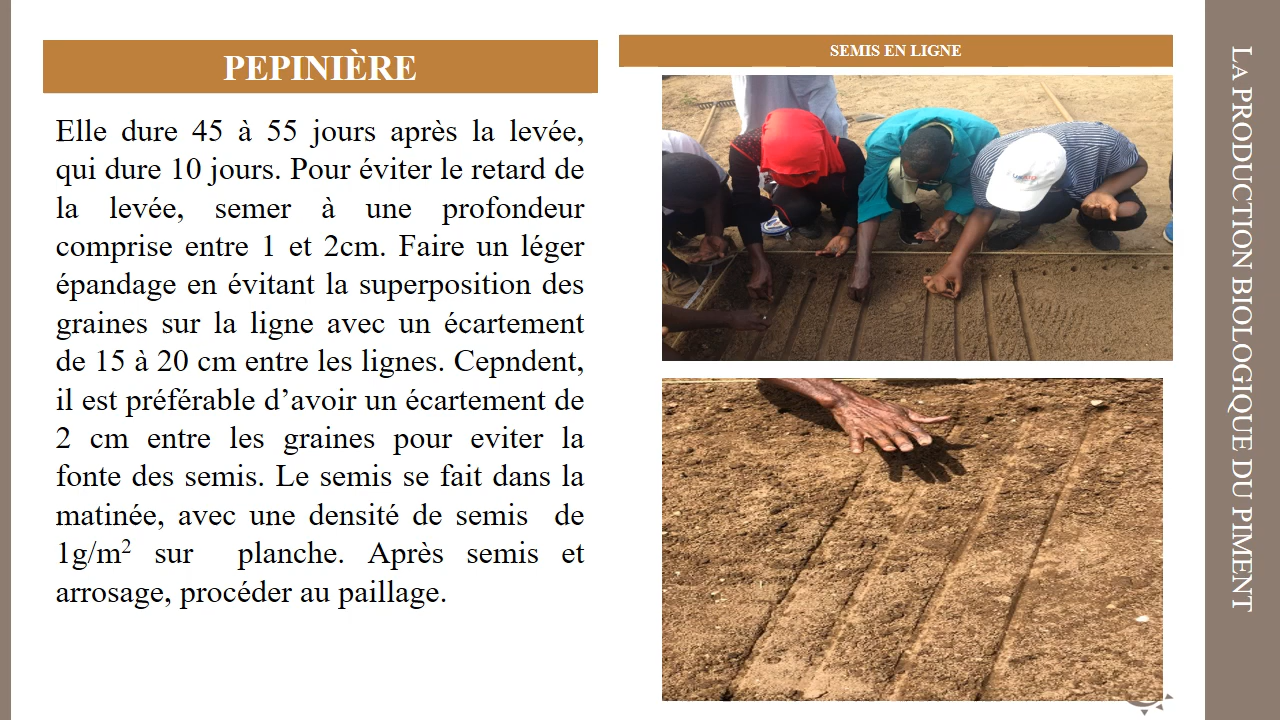 PEPINIÈRE
Elle dure 45 à 55 jours après la levée,
qui dure 10 jours. Pour éviter le retard de
la levée, semer à une profondeur
comprise entre 1 et 2cm. Faire un léger
épandage en évitant la superposition des
graines sur la ligne avec un écartement
de 15 à 20 cm entre les lignes. Cepndent,
il est préférable d’avoir un écartement de
2 cm entre les graines pour eviter la
fonte des semis. Le semis se fait dans la
matinée, avec une densité de semis de
1g/m² sur planche. Après semis et
arrosage, procéder au paillage.
SEMIS EN LIGNE
LA PRODUCTION BIOLOGIQUE DU PIMENT